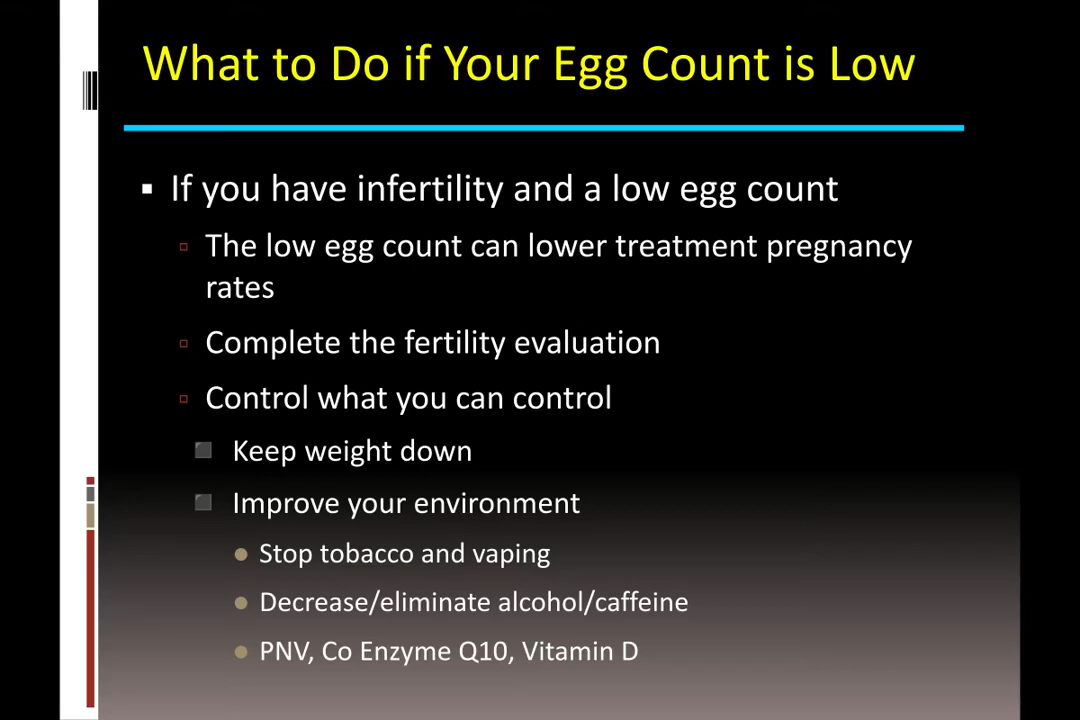 What to Do if Your Egg Count is Low
If you have infertility and a low egg count
The low egg count can lower treatment pregnancy
rates
Complete the fertility evaluation
Control what you can control
Keep weight down
Improve your environment
Stop tobacco and vaping
Decrease/eliminate alcohol/caffeine
PNV, Co Enzyme Q10, Vitamin D